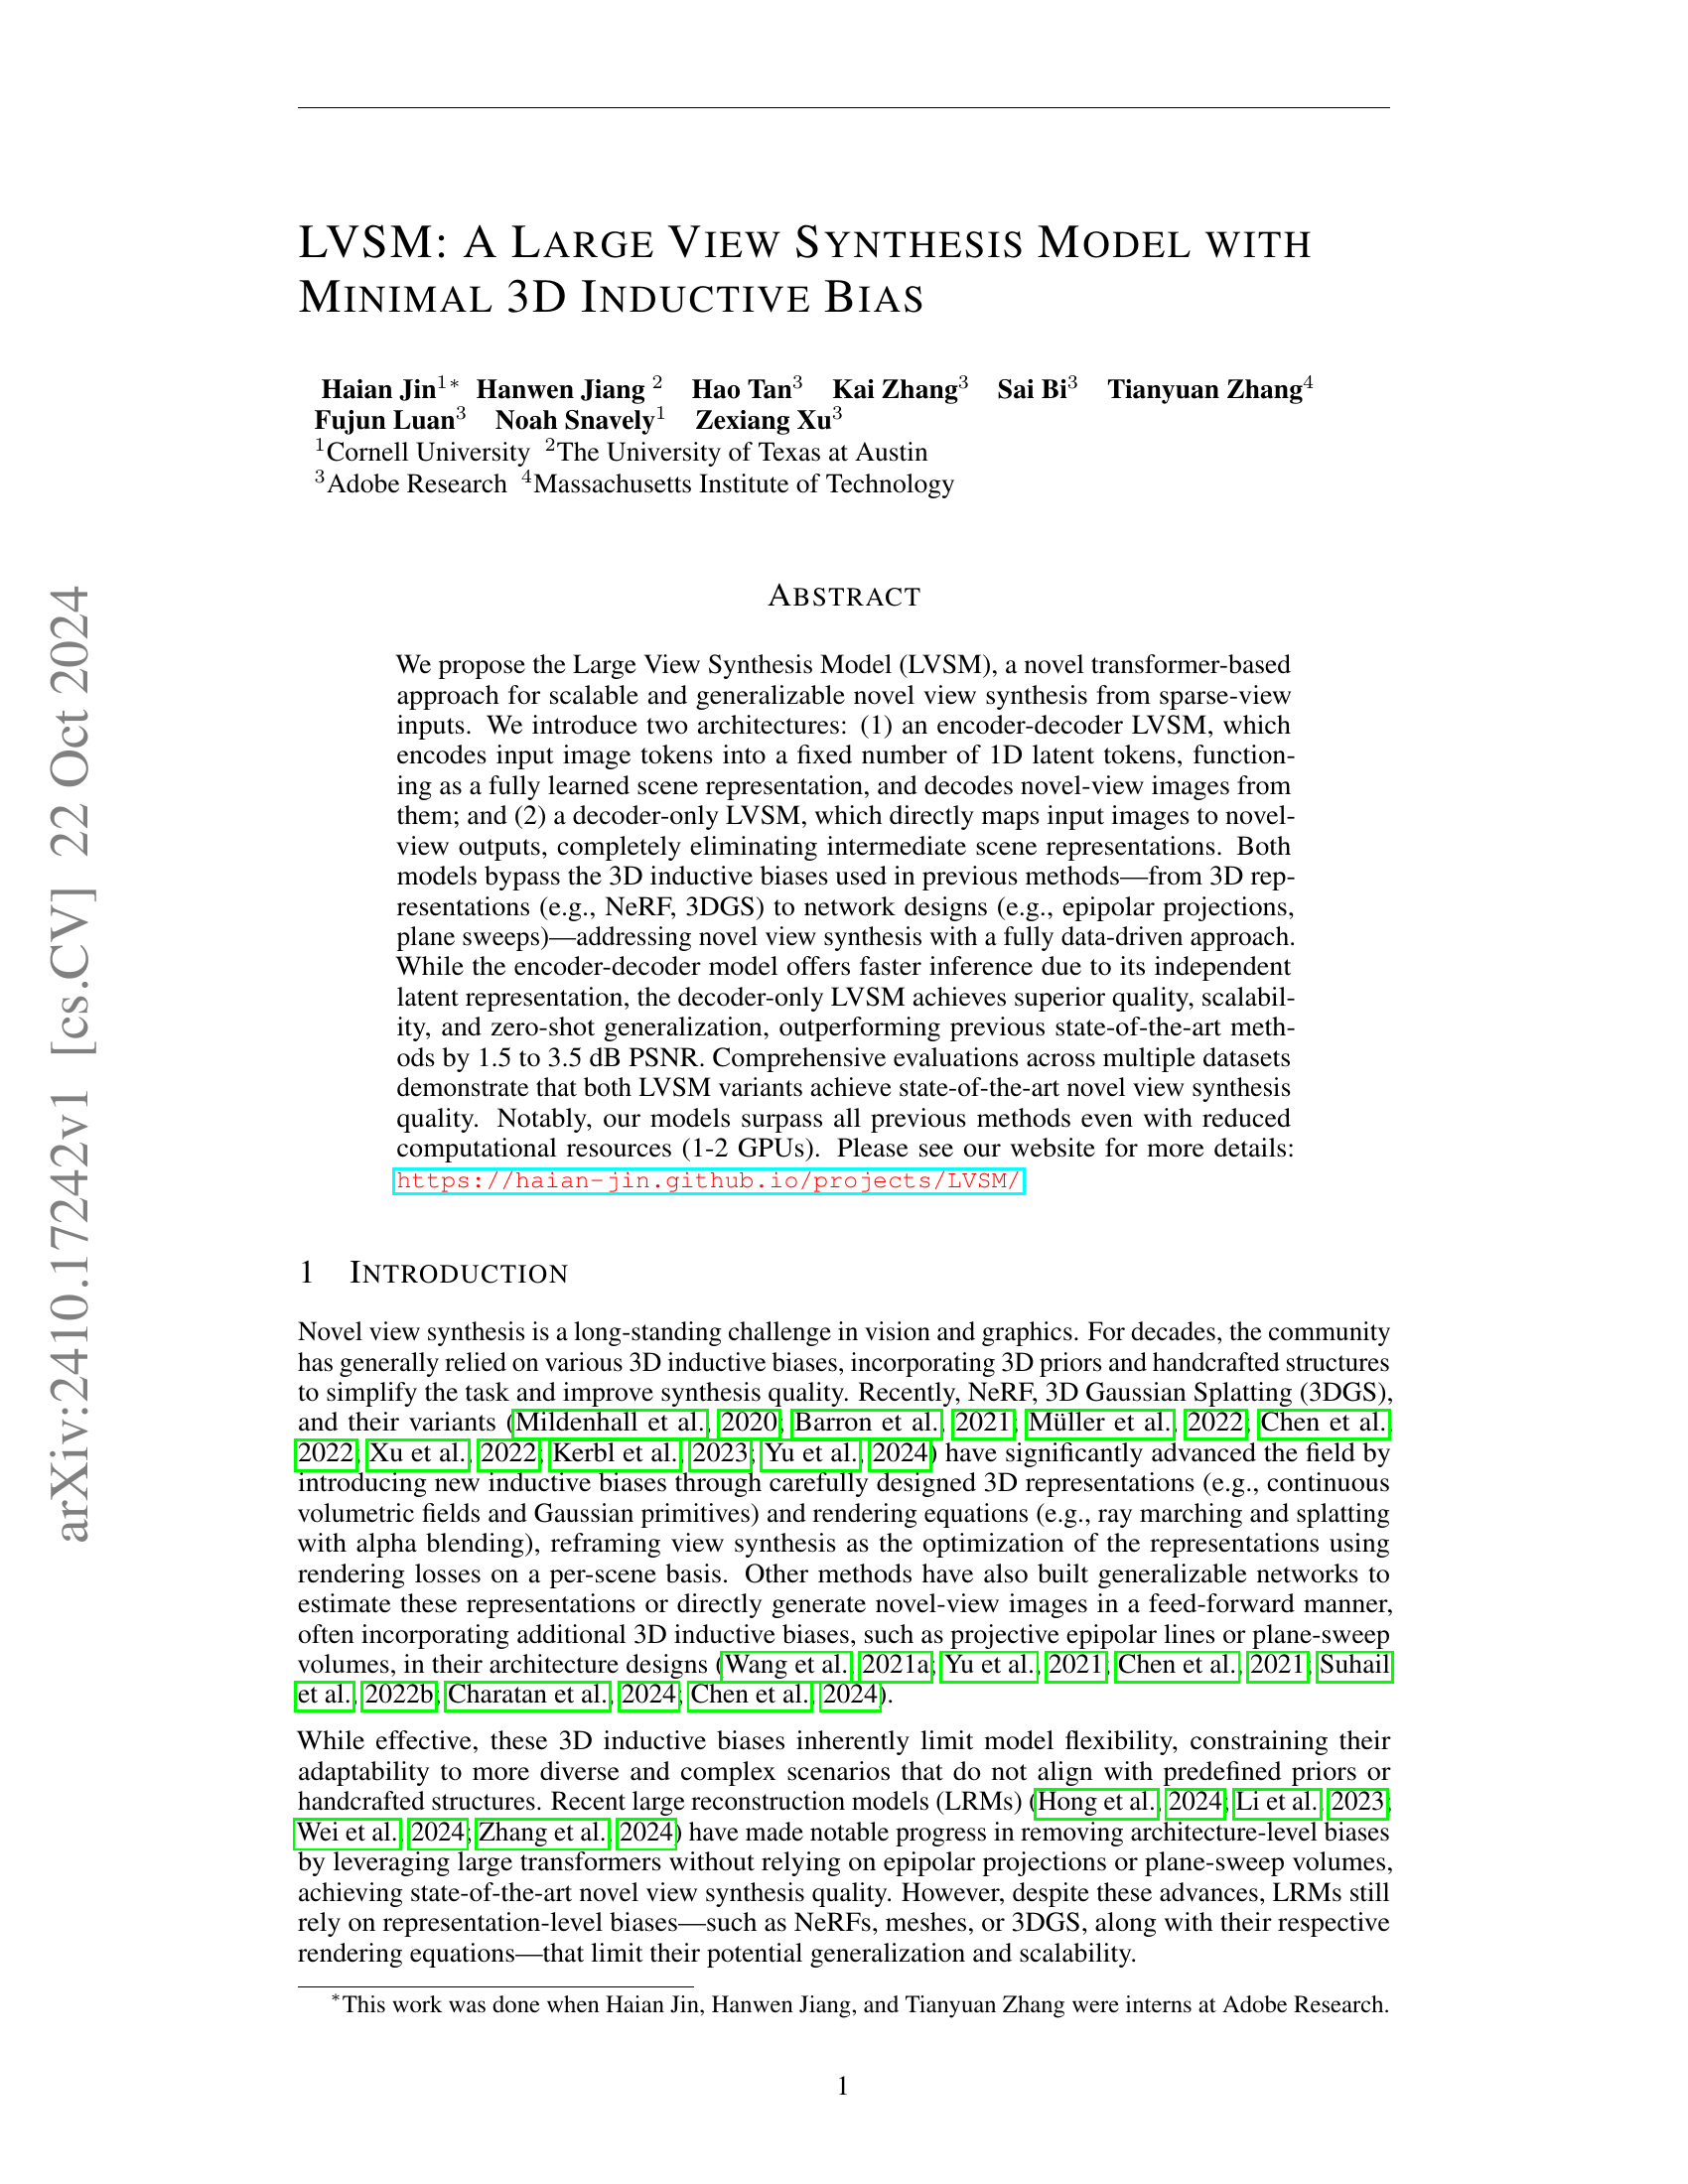 arXiv:2410.17242v1 [cs.CV] 22 Oct 2024
LVSM: A LARGE VIEW SYNTHESIS MODEL WITH
MINIMAL 3D INDUCTIVE BIAS
Haian Jin1∗ Hanwen Jiang 2 Hao Tan3 Kai Zhang3 Sai Bi3 Tianyuan Zhang4
Fujun Luan3 Noah Snavely1 Zexiang Xu3
1Cornell University 2The University of Texas at Austin
3Adobe Research 4Massachusetts Institute of Technology
ABSTRACT
We propose the Large View Synthesis Model (LVSM), a novel transformer-based
approach for scalable and generalizable novel view synthesis from sparse-view
inputs. We introduce two architectures: (1) an encoder-decoder LVSM, which
encodes input image tokens into a fixed number of 1D latent tokens, function-
ing as a fully learned scene representation, and decodes novel-view images from
them; and (2) a decoder-only LVSM, which directly maps input images to novel-
view outputs, completely eliminating intermediate scene representations. Both
models bypass the 3D inductive biases used in previous methods—from 3D rep-
resentations (e.g., NeRF, 3DGS) to network designs (e.g., epipolar projections,
plane sweeps)—addressing novel view synthesis with a fully data-driven approach.
While the encoder-decoder model offers faster inference due to its independent
latent representation, the decoder-only LVSM achieves superior quality, scalabil-
ity, and zero-shot generalization, outperforming previous state-of-the-art meth-
ods by 1.5 to 3.5 dB PSNR. Comprehensive evaluations across multiple datasets
demonstrate that both LVSM variants achieve state-of-the-art novel view synthesis
quality. Notably, our models surpass all previous methods even with reduced
computational resources (1-2 GPUs). Please see our website for more details:
https://haian-jin.github.io/projects/LVSM/.
1 INTRODUCTION
Novel view synthesis is a long-standing challenge in vision and graphics. For decades, the community
has generally relied on various 3D inductive biases, incorporating 3D priors and handcrafted structures
to simplify the task and improve synthesis quality. Recently, NeRF, 3D Gaussian Splatting (3DGS),
and their variants (Mildenhall et al., 2020; Barron et al., 2021; Müller et al., 2022; Chen et al.,
2022; Xu et al., 2022; Kerbl et al., 2023; Yu et al., 2024) have significantly advanced the field by
introducing new inductive biases through carefully designed 3D representations (e.g., continuous
volumetric fields and Gaussian primitives) and rendering equations (e.g., ray marching and splatting
with alpha blending), reframing view synthesis as the optimization of the representations using
rendering losses on a per-scene basis. Other methods have also built generalizable networks to
estimate these representations or directly generate novel-view images in a feed-forward manner,
often incorporating additional 3D inductive biases, such as projective epipolar lines or plane-sweep
volumes, in their architecture designs (Wang et al., 2021a; Yu et al., 2021; Chen et al., 2021; Suhail
et al., 2022b; Charatan et al., 2024; Chen et al., 2024).
While effective, these 3D inductive biases inherently limit model flexibility, constraining their
adaptability to more diverse and complex scenarios that do not align with predefined priors or
handcrafted structures. Recent large reconstruction models (LRMs) (Hong et al., 2024; Li et al., 2023;
Wei et al., 2024; Zhang et al., 2024) have made notable progress in removing architecture-level biases
by leveraging large transformers without relying on epipolar projections or plane-sweep volumes,
achieving state-of-the-art novel view synthesis quality. However, despite these advances, LRMs still
rely on representation-level biases—such as NeRFs, meshes, or 3DGS, along with their respective
rendering equations—that limit their potential generalization and scalability.
∗This work was done when Haian Jin, Hanwen Jiang, and Tianyuan Zhang were interns at Adobe Research.
1